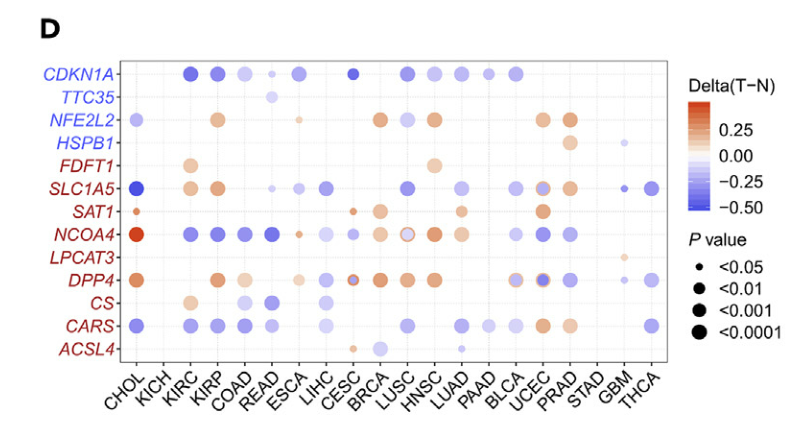 D
CDKN1A
TTC35
NFE2L2
HSPB1
FDFT1
SLC1A5
SAT1
NCOA4
LPCAT3
DPP4
CS
CARS
ACSL4
CHOL
KICH
KIRC
KIRP
COAD
READ
ESCA
LIHC
CESC
BRCA
LUSC
HNSC
LUAD
PAAD
BLCA
UCEC
PRAD
STAD
GBM
THCA
Delta(T−N)
0.25
0.00
−0.25
−0.50
P value
<0.05
<0.01
<0.001
<0.0001